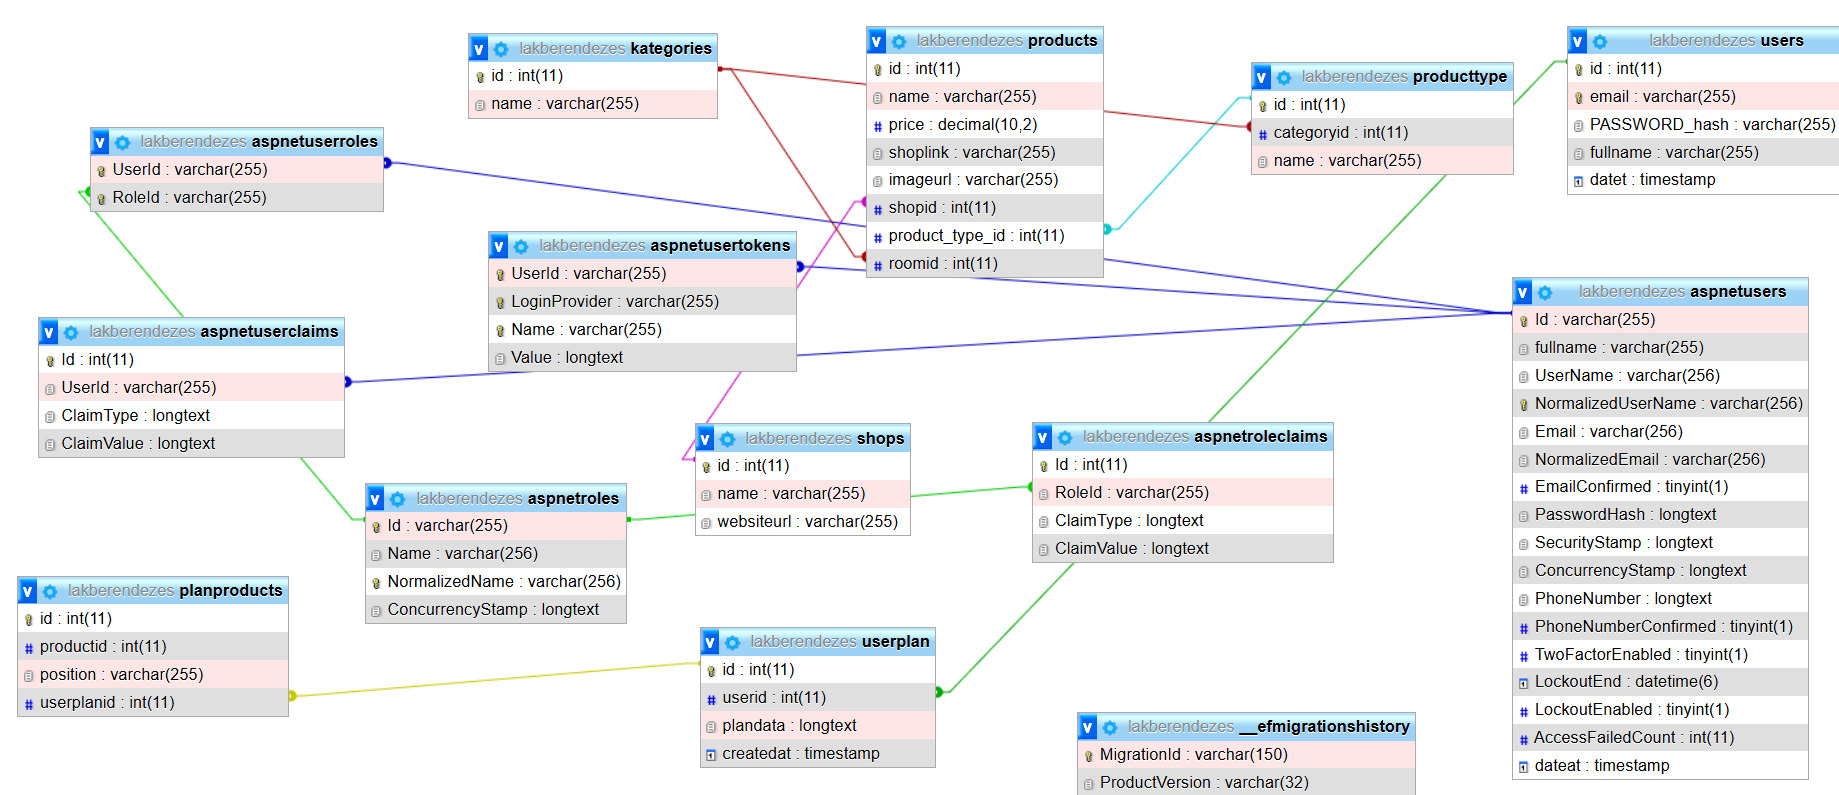 v lakberendezes kategories
id : int(11)
name : varchar(255)
v lakberendezes products
id : int(11)
name : varchar(255)
# price : decimal(10,2)
shoplink : varchar(255)
imageurl : varchar(255)
# shopid : int(11)
# product_type_id : int(11)
# roomid : int(11)
v lakberendezes producttype
id : int(11)
# categoryid : int(11)
name : varchar(255)
v lakberendezes users
id : int(11)
email : varchar(255)
PASSWORD_hash : varchar(255)
fullname : varchar(255)
datet : timestamp
v lakberendezes aspnetuserroles
UserId : varchar(255)
RoleId : varchar(255)
v lakberendezes aspnetusertokens
UserId : varchar(255)
LoginProvider : varchar(255)
Name : varchar(255)
Value : longtext
v lakberendezes aspnetusers
Id : varchar(255)
fullname : varchar(255)
UserName : varchar(256)
NormalizedUserName : varchar(256)
Email : varchar(256)
NormalizedEmail : varchar(256)
# EmailConfirmed : tinyint(1)
PasswordHash : longtext
SecurityStamp : longtext
ConcurrencyStamp : longtext
PhoneNumber : longtext
# PhoneNumberConfirmed : tinyint(1)
# TwoFactorEnabled : tinyint(1)
LockoutEnd : datetime(6)
# LockoutEnabled : tinyint(1)
# AccessFailedCount : int(11)
dateat : timestamp
v lakberendezes aspnetuserclaims
Id : int(11)
UserId : varchar(255)
ClaimType : longtext
ClaimValue : longtext
v lakberendezes shops
id : int(11)
name : varchar(255)
websiteurl : varchar(255)
v lakberendezes aspnetroleclaims
Id : int(11)
RoleId : varchar(255)
ClaimType : longtext
ClaimValue : longtext
v lakberendezes aspnetroles
Id : varchar(255)
Name : varchar(256)
NormalizedName : varchar(256)
ConcurrencyStamp : longtext
v lakberendezes planproducts
id : int(11)
# productid : int(11)
position : varchar(255)
# userplanid : int(11)
v lakberendezes userplan
id : int(11)
# userid : int(11)
plandata : longtext
createdat : timestamp
v lakberendezes __efmigrationshistory
MigrationId : varchar(150)
ProductVersion : varchar(32)